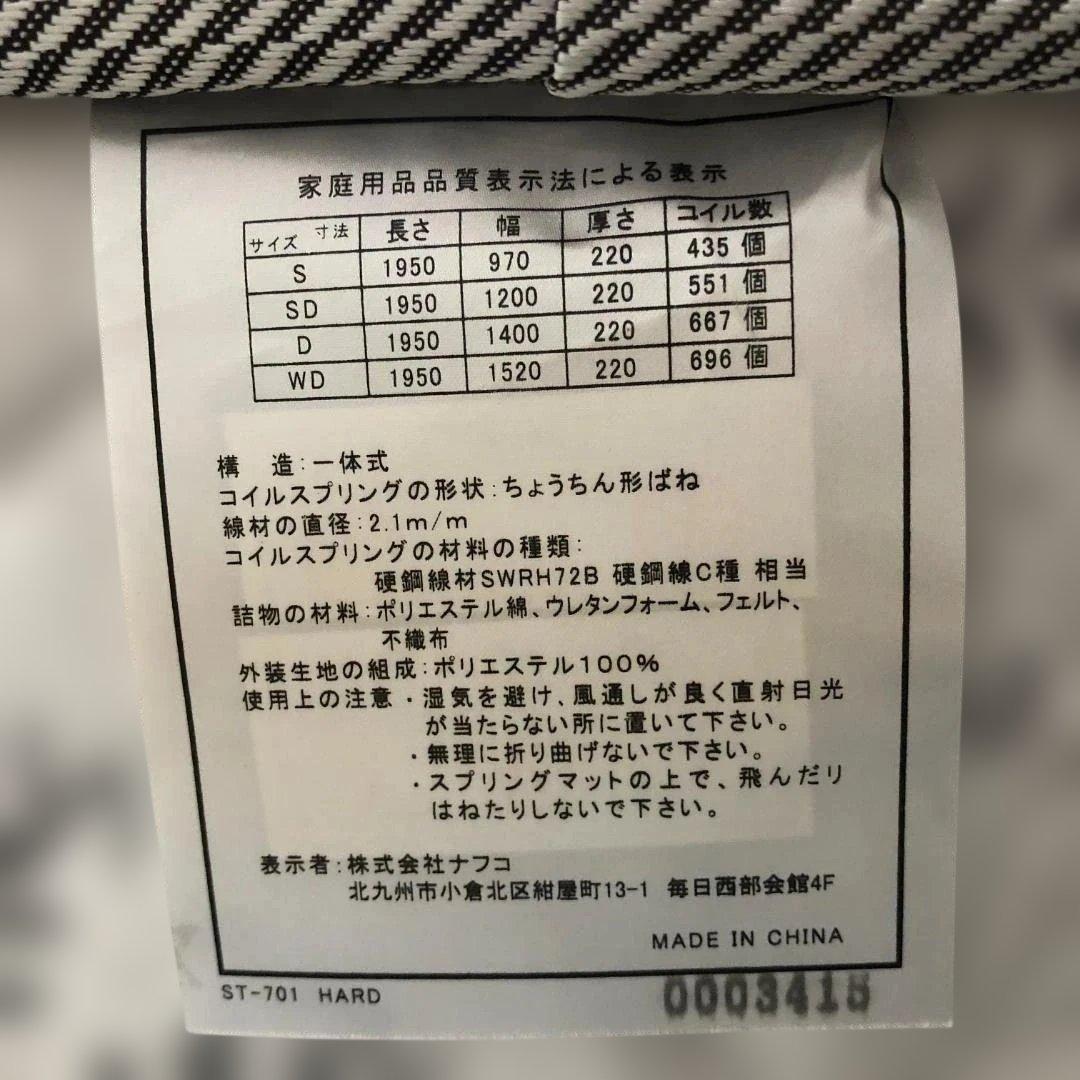 家庭用品品質表示法による表示
サイズ 寸法 長さ 幅 厚さ コイル数
S 1950 970 220 435 個
SD 1950 1200 220 551 個
D 1950 1400 220 667 個
WD 1950 1520 220 696 個
構 造:一体式
コイルスプリングの形状:ちょうちん形ばね
線材の直径:2.1m/m
コイルスプリングの材料の種類:
硬鋼線材SWRH72B 硬鋼線C種 相当
詰物の材料:ポリエステル綿、ウレタンフォーム、フェルト、
不織布
外装生地の組成:ポリエステル100%
使用上の注意・湿気を避け、風通しが良く直射日光
が当たらない所に置いて下さい。
・無理に折り曲げないで下さい。
・スプリングマットの上で、飛んだり
はねたりしないで下さい。
表示者:株式会社ナフコ
北九州市小倉北区紺屋町13-1 毎日西部会館4F
MADE IN CHINA
ST-701 HARD 0003415